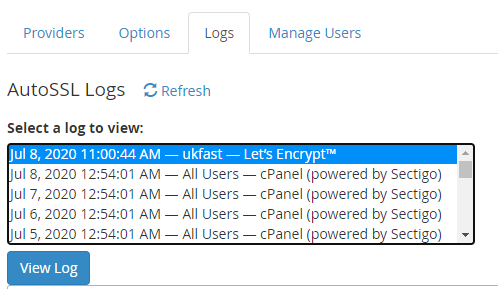 Providers Options Logs Manage Users
AutoSSL Logs Refresh
Select a log to view:
Jul 8, 2020 11:00:44 AM — ukfast — Let's Encrypt™
Jul 8, 2020 12:54:01 AM — All Users — cPanel (powered by Sectigo)
Jul 7, 2020 12:54:01 AM — All Users — cPanel (powered by Sectigo)
Jul 6, 2020 12:54:01 AM — All Users — cPanel (powered by Sectigo)
Jul 5, 2020 12:54:01 AM — All Users — cPanel (powered by Sectigo)
View Log